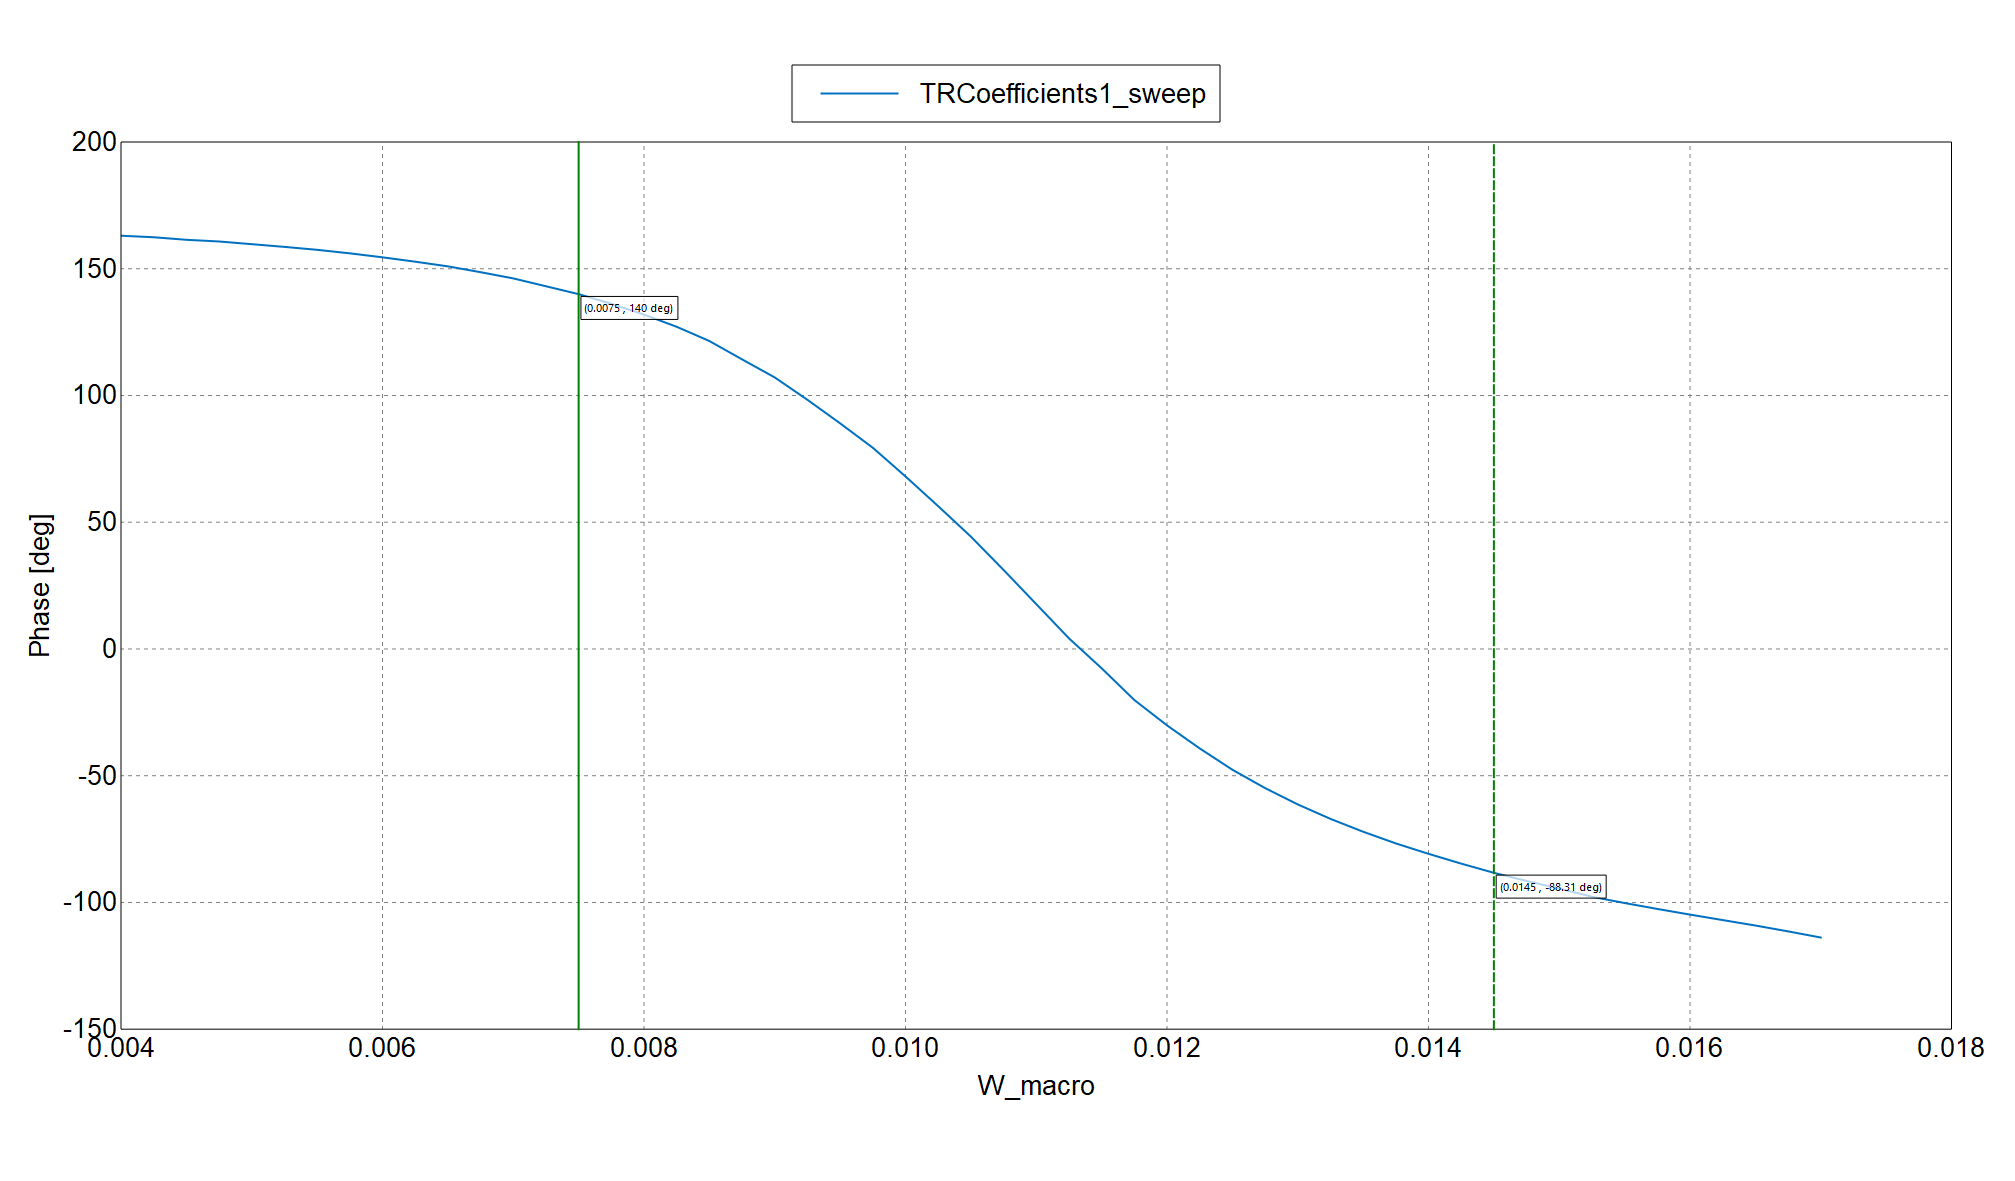 TRCoefficients1_sweep
200
150
100
50
0
-50
-100
-150
Phase [deg]
(0.0075 , 140 deg)
(0.0145 , -88.31 deg)
0.004 0.006 0.008 0.010 0.012 0.014 0.016 0.018
W_macro